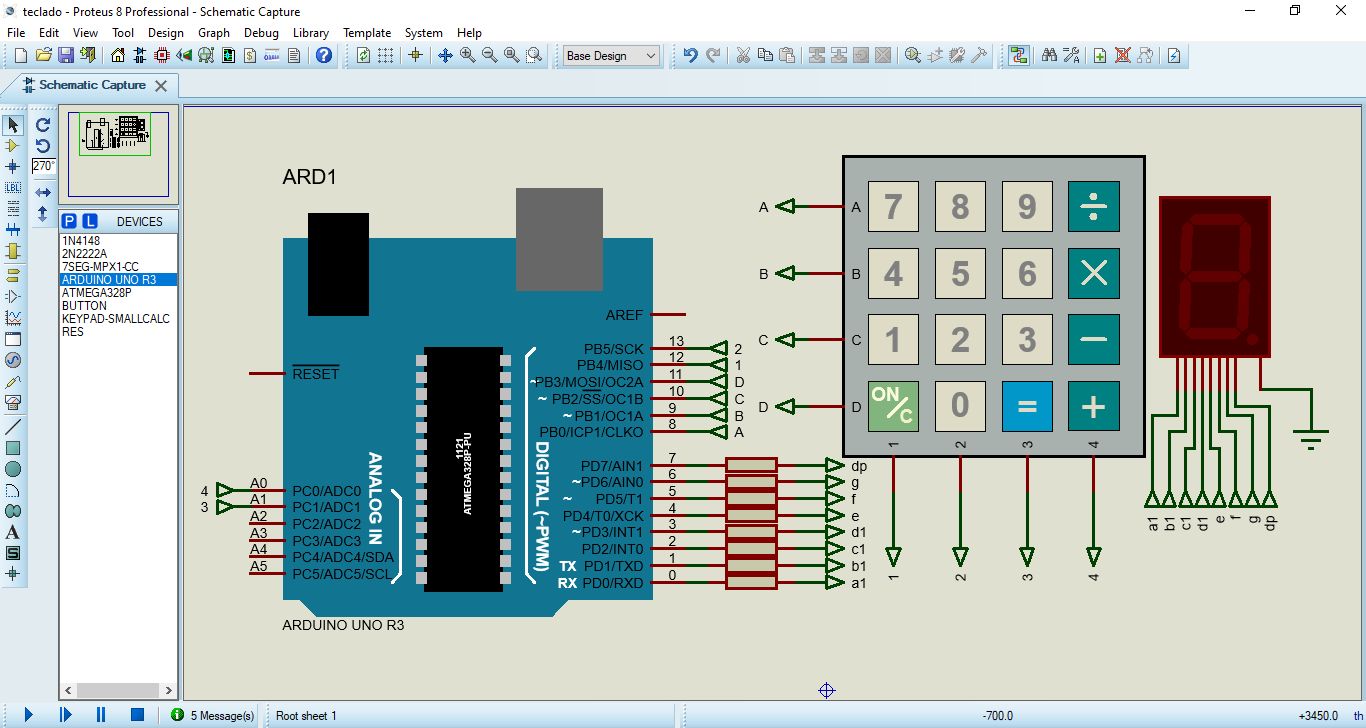 teclado - Proteus 8 Professional - Schematic Capture
File Edit View Tool Design Graph Debug Library Template System Help
Base Design
Schematic Capture
270°
LBL
P L DEVICES
1N4148
2N2222A
7SEG-MPX1-CC
ARDUINO UNO R3
ATMEGA328P
BUTTON
KEYPAD-SMALLCALC
RES
ARD1
AREF
RESET
PB5/SCK 13 2
PB4/MISO 12 1
~PB3/MOSI/OC2A 11 D
~ PB2/SS/OC1B 10 C
~ PB1/OC1A 9 B
PB0/ICP1/CLKO 8 A
1121
ATMEGA328P-PU
DIGITAL (~PWM)
ANALOG IN
PD7/AIN1 7 dp
~PD6/AIN0 6 g
~ PD5/T1 5 f
PD4/T0/XCK 4 e
~PD3/INT1 3 d1
PD2/INT0 2 c1
TX PD1/TXD 1 b1
RX PD0/RXD 0 a1
4 A0 PC0/ADC0
3 A1 PC1/ADC1
A2 PC2/ADC2
A3 PC3/ADC3
A4 PC4/ADC4/SDA
A5 PC5/ADC5/SCL
ARDUINO UNO R3
A A 7 8 9 ÷
B B 4 5 6 ×
C C 1 2 3 −
D D ON/C 0 = +
1 2 3 4
1 2 3 4
a1 b1 c1 d1 e f g dp
5 Message(s) Root sheet 1 -700.0 +3450.0 th